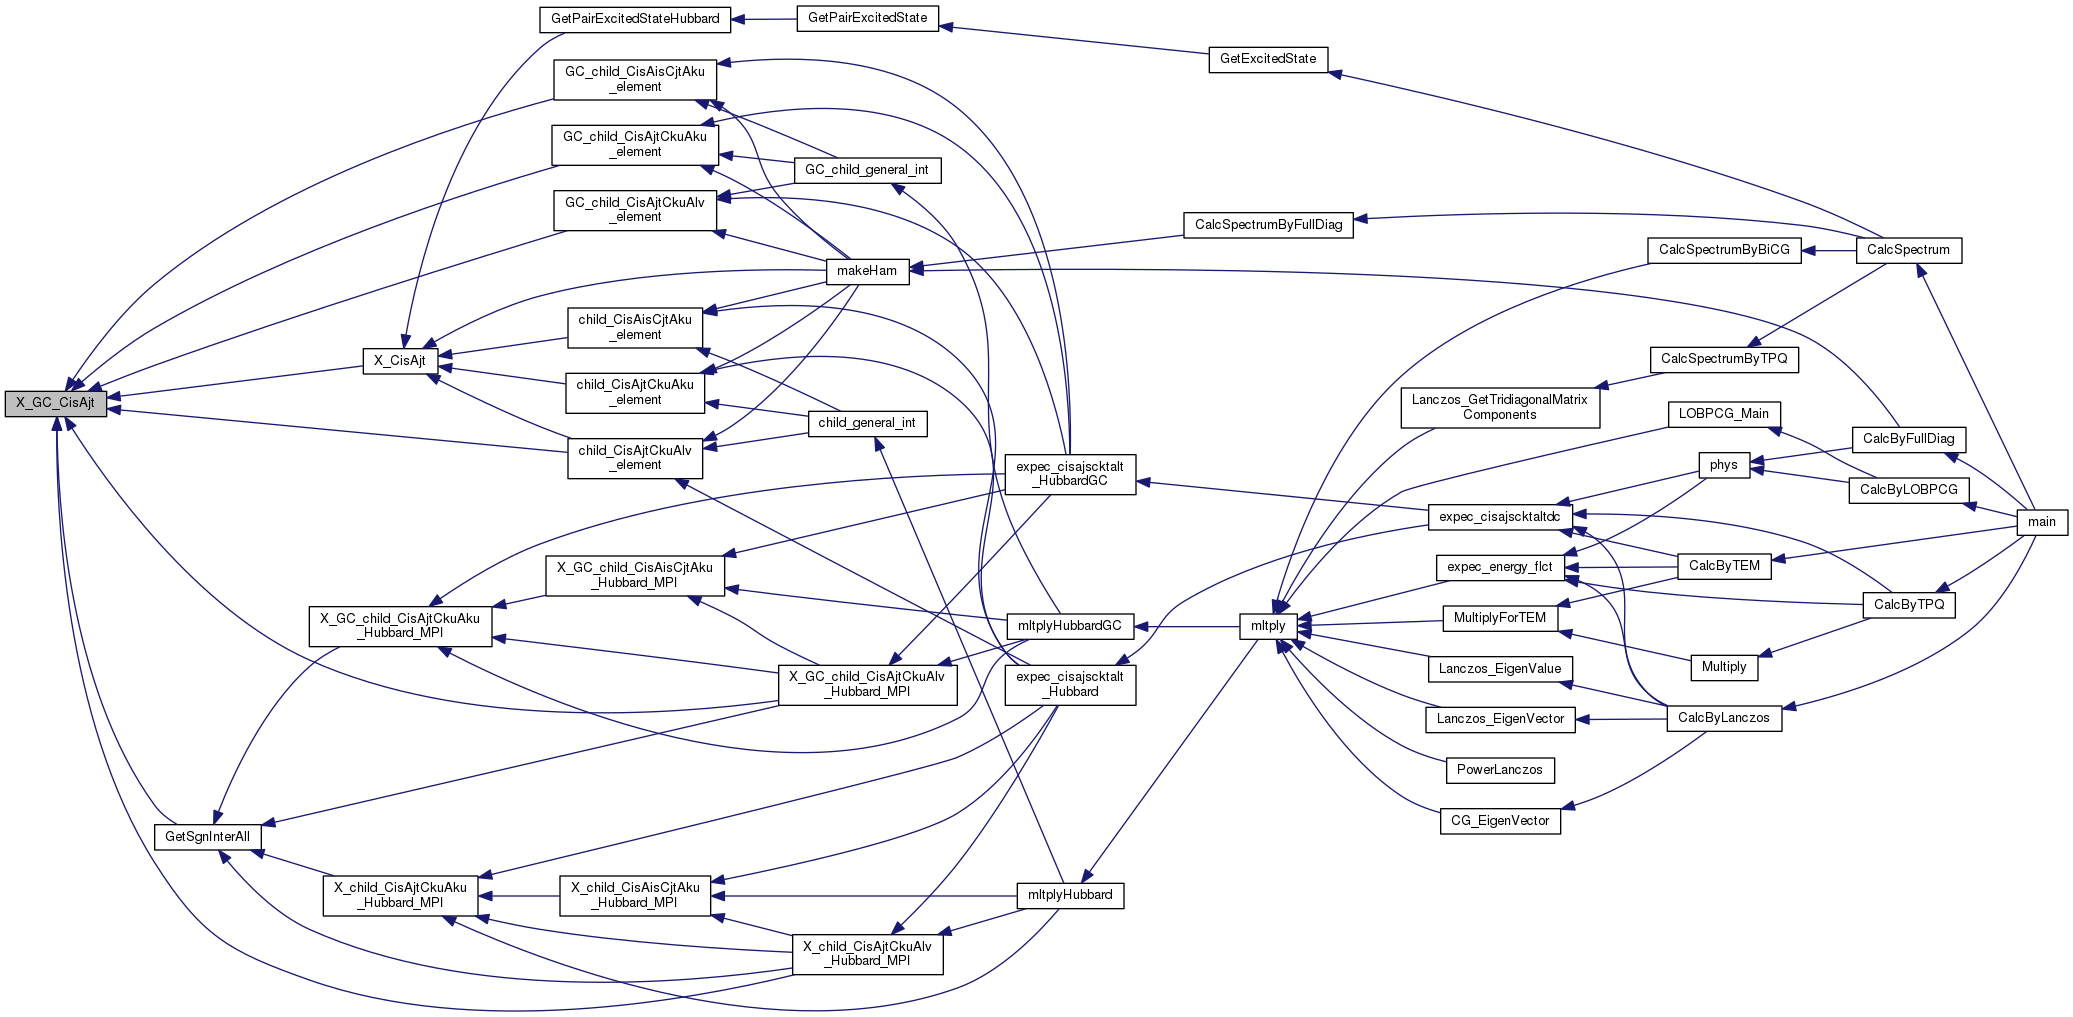 GetPairExcitedStateHubbard
GetPairExcitedState
GetExcitedState
GC_child_CisAisCjtAku
_element
GC_child_CisAjtCkuAku
_element
GC_child_general_int
GC_child_CisAjtCkuAlv
_element
CalcSpectrumByFullDiag
CalcSpectrumByBiCG
CalcSpectrum
makeHam
child_CisAisCjtAku
_element
X_CisAjt
CalcSpectrumByTPQ
child_CisAjtCkuAku
_element
X_GC_CisAjt
Lanczos_GetTridiagonalMatrix
Components
LOBPCG_Main
child_general_int
child_CisAjtCkuAlv
_element
CalcByFullDiag
expec_cisajscktalt
_HubbardGC
phys
CalcByLOBPCG
expec_cisajscktaltdc
main
X_GC_child_CisAisCjtAku
_Hubbard_MPI
expec_energy_flct
CalcByTEM
CalcByTPQ
X_GC_child_CisAjtCkuAku
_Hubbard_MPI
mltplyHubbardGC
mltply
MultiplyForTEM
Multiply
Lanczos_EigenValue
X_GC_child_CisAjtCkuAlv
_Hubbard_MPI
expec_cisajscktalt
_Hubbard
Lanczos_EigenVector
CalcByLanczos
PowerLanczos
CG_EigenVector
GetSgnInterAll
X_child_CisAjtCkuAku
_Hubbard_MPI
X_child_CisAisCjtAku
_Hubbard_MPI
mltplyHubbard
X_child_CisAjtCkuAlv
_Hubbard_MPI